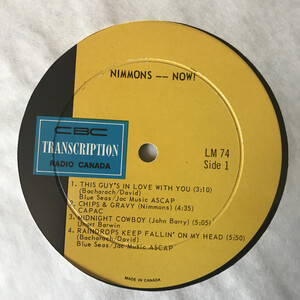 NIMMONS -- NOW!
CBC
TRANSCRIPTION
RADIO CANADA
LM 74
Side 1
1. THIS GUY'S IN LOVE WITH YOU (3:10)
(Bacharach/David)
Blue Seas/Jac Music ASCAP
2. CHIPS & GRAVY (Nimmons) (4:35)
CAPAC
3. MIDNIGHT COWBOY (John Barry) (5:05)
Unart Barwin
4. RAINDROPS KEEP FALLIN' ON MY HEAD (5:50)
(Bacharach/David)
Blue Seas/Jac Music ASCAP
MADE IN CANADA